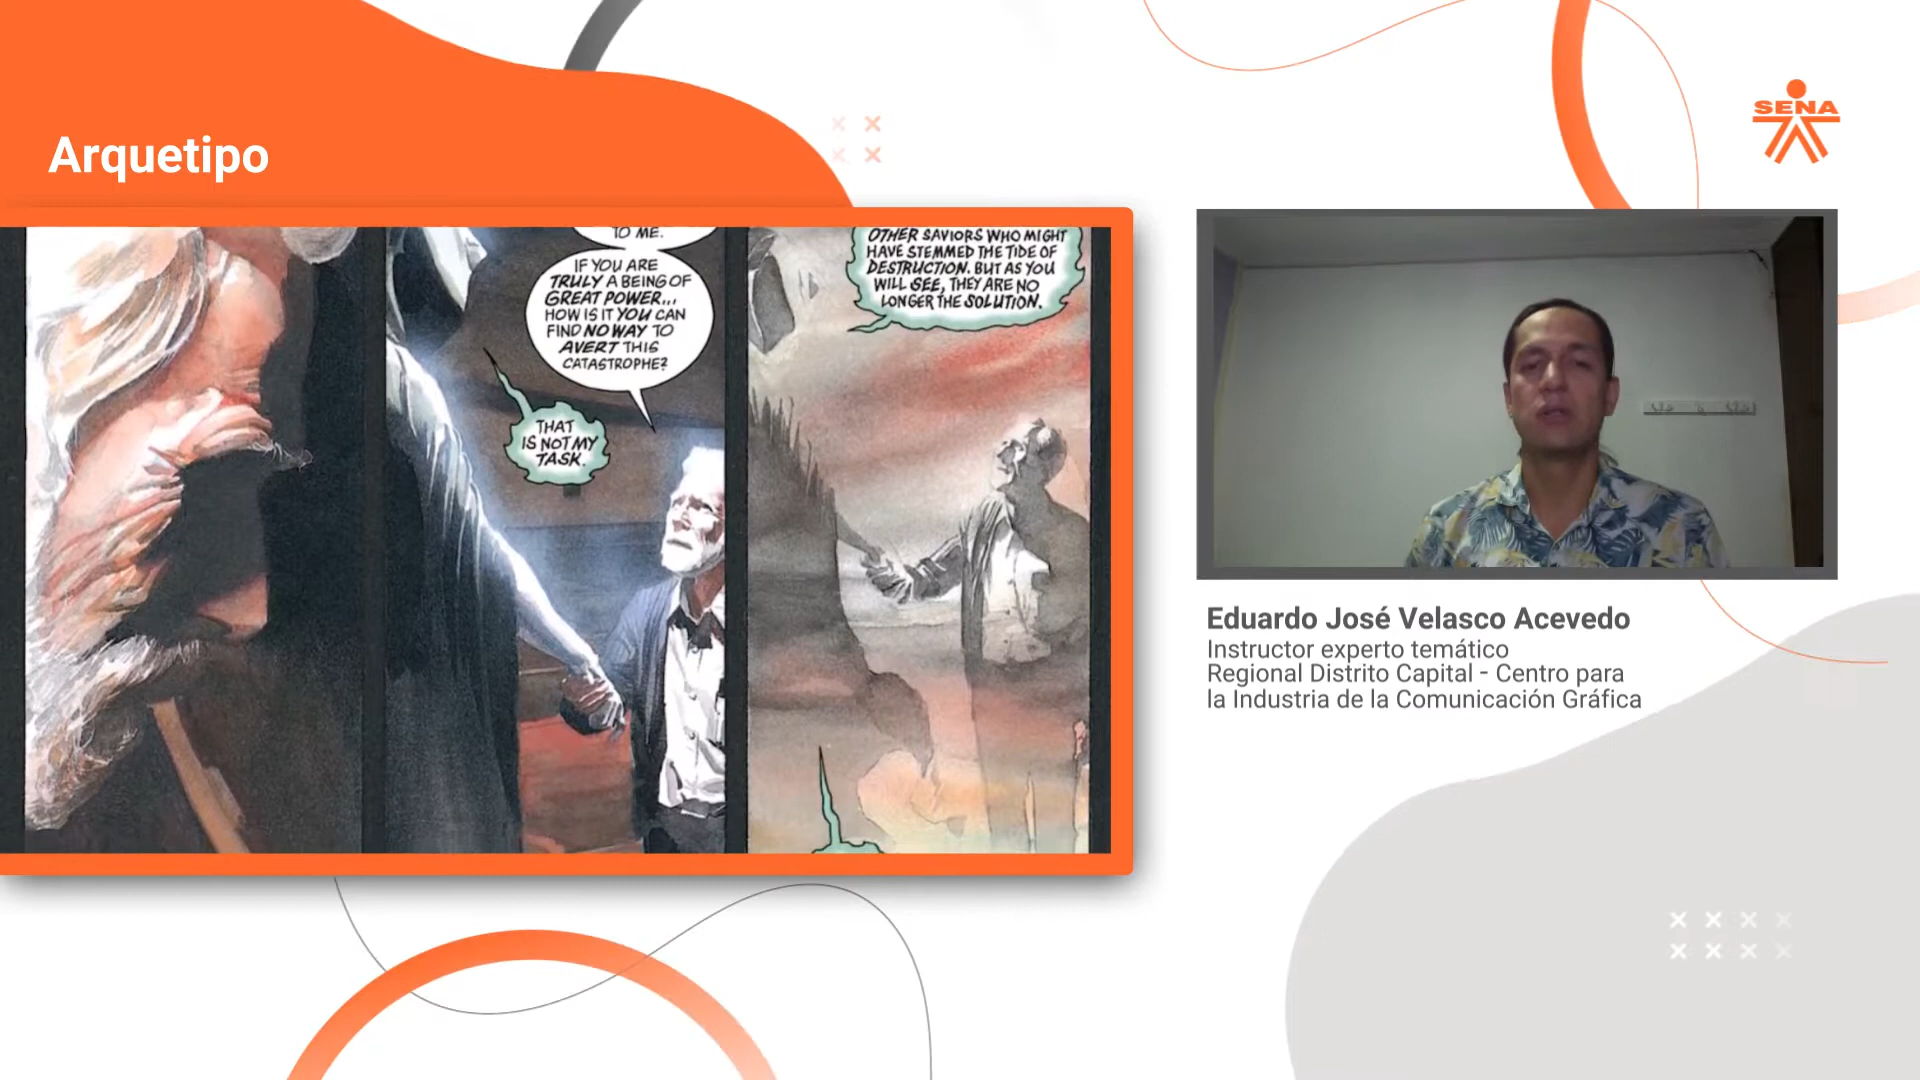 Arquetipo
SENA
TO ME.
IF YOU ARE
TRULY A BEING OF
GREAT POWER...
HOW IS IT YOU CAN
FIND NO WAY TO
AVERT THIS
CATASTROPHE?
THAT
IS NOT MY
TASK.
OTHER SAVIORS WHO MIGHT
HAVE STEMMED THE TIDE OF
DESTRUCTION. BUT AS YOU
WILL SEE, THEY ARE NO
LONGER THE SOLUTION.
Eduardo José Velasco Acevedo
Instructor experto temático
Regional Distrito Capital - Centro para
la Industria de la Comunicación Gráfica